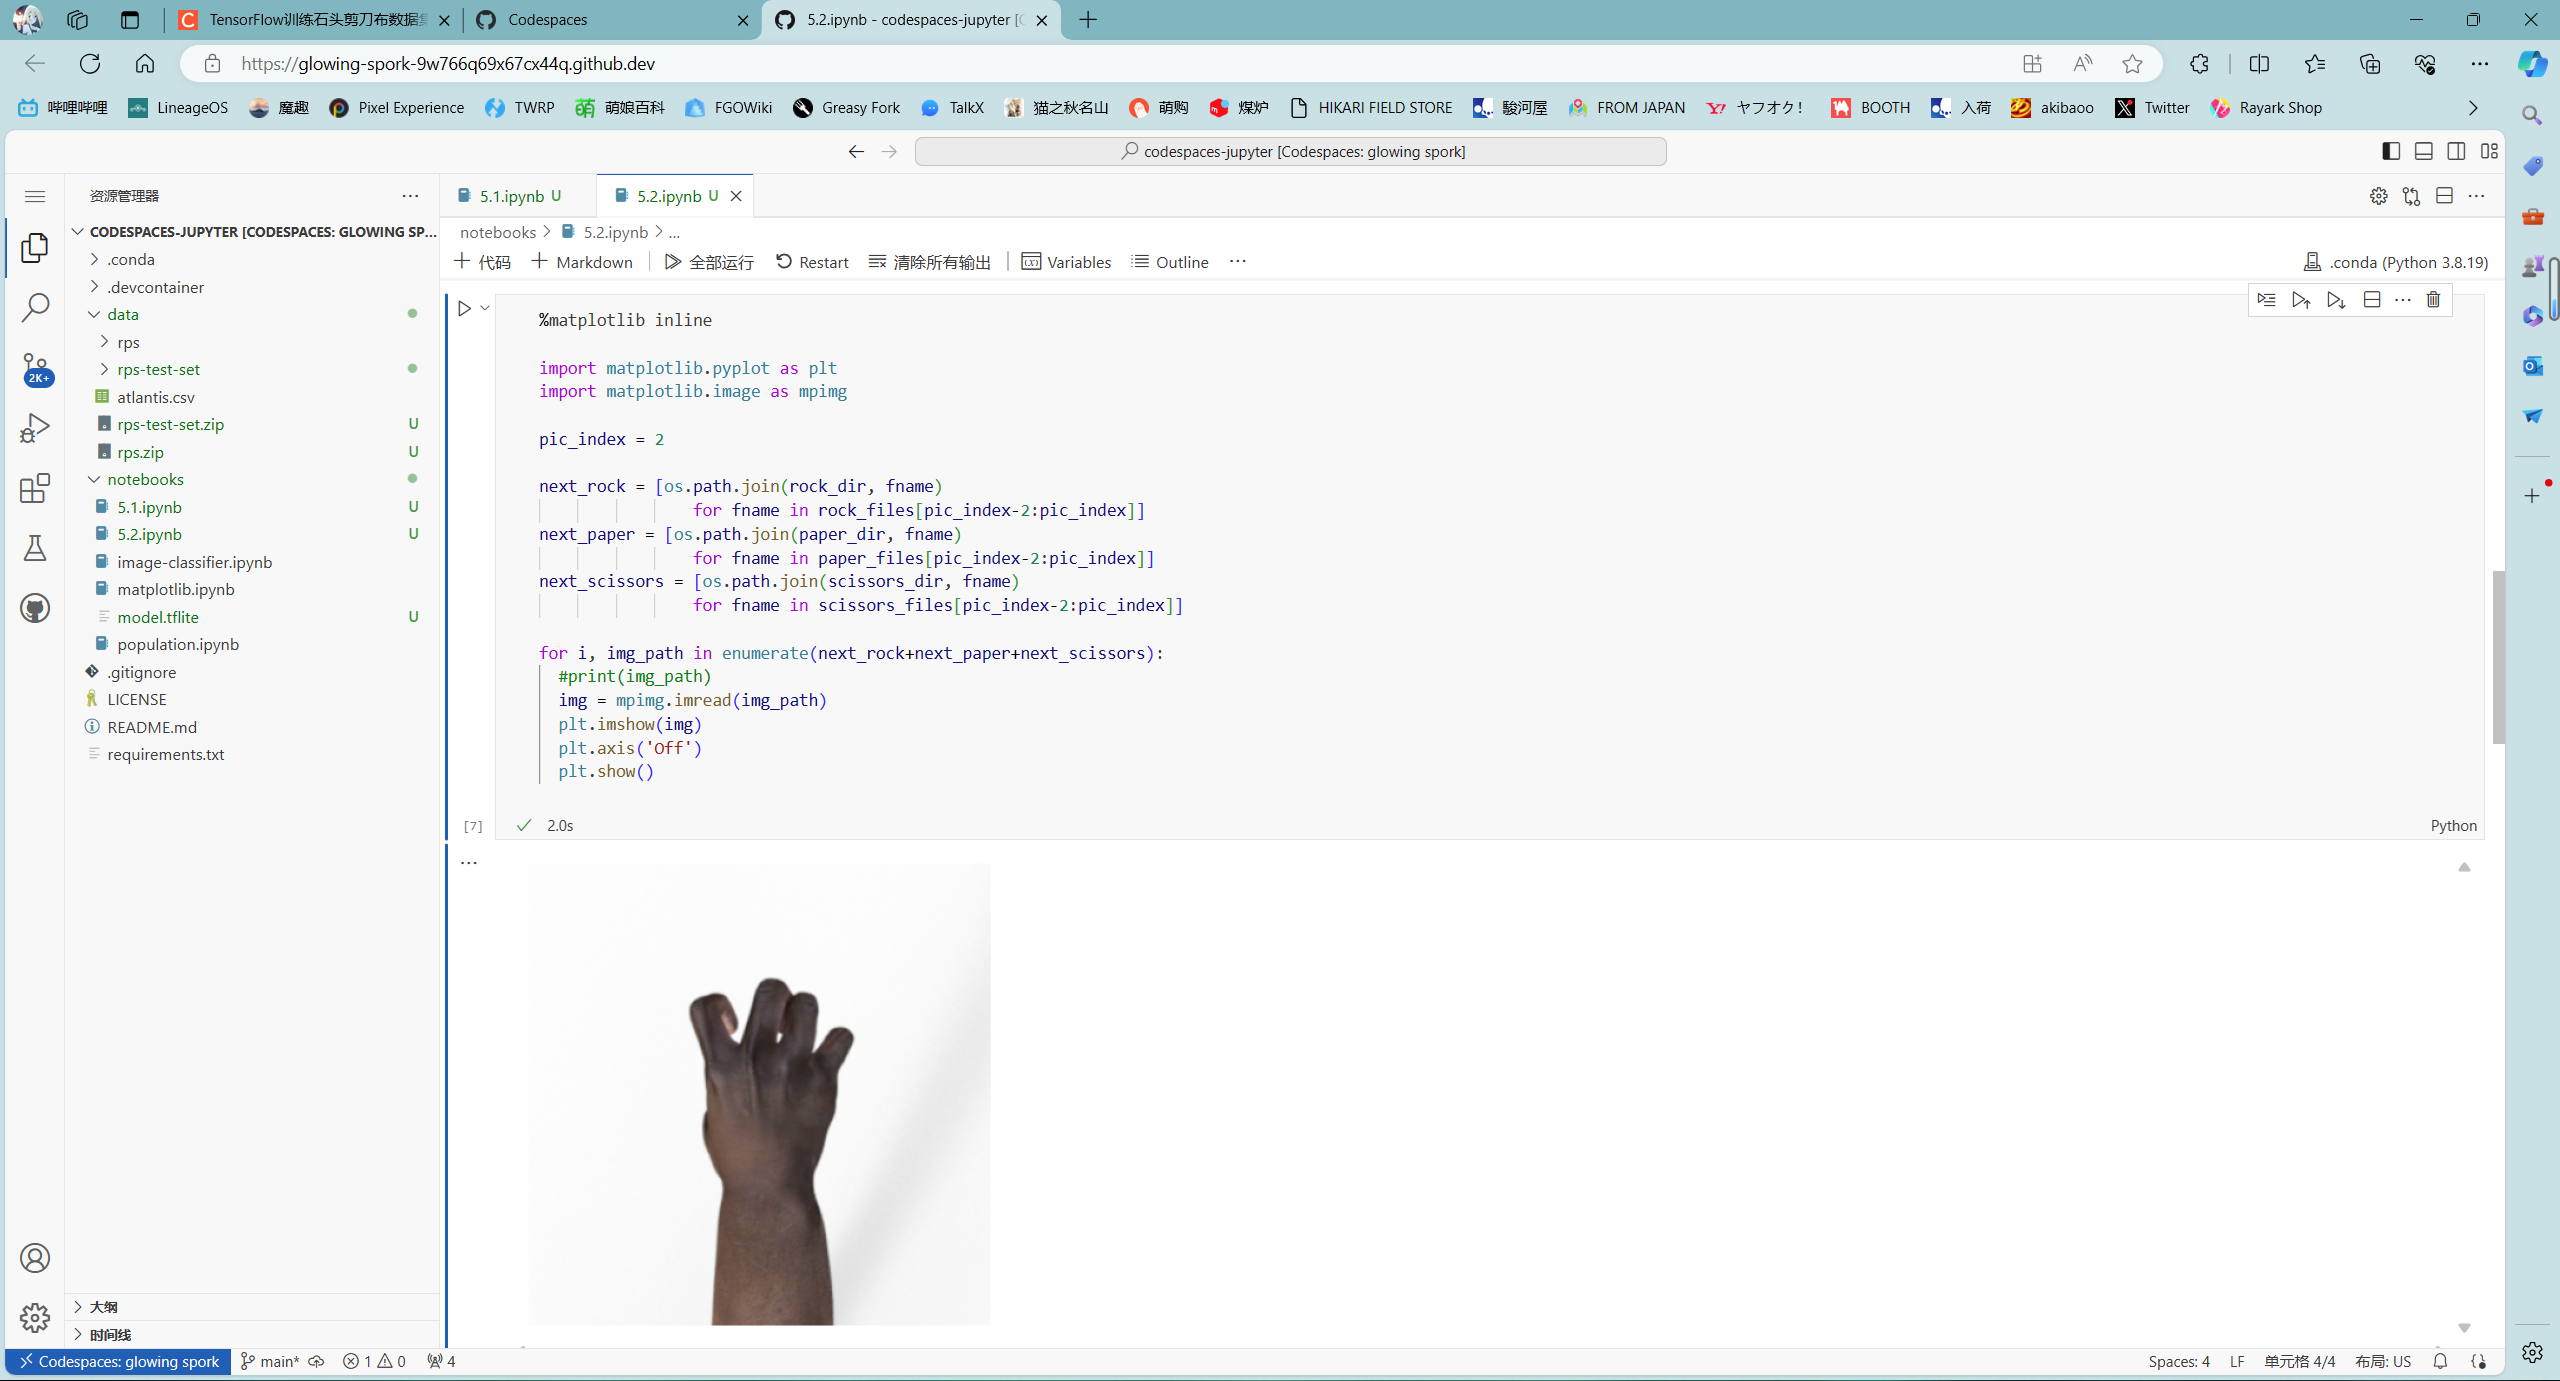 TensorFlow训练石头剪刀布数据集
Codespaces
5.2.ipynb - codespaces-jupyter [C
https://glowing-spork-9w766q69x67cx44q.github.dev
哔哩哔哩 LineageOS 魔趣 Pixel Experience TWRP 萌娘百科 FGOWiki Greasy Fork TalkX 猫之秋名山 萌购 煤炉 HIKARI FIELD STORE 駿河屋 FROM JAPAN ヤフオク! BOOTH 入荷 akibaoo Twitter Rayark Shop
codespaces-jupyter [Codespaces: glowing spork]
资源管理器
CODESPACES-JUPYTER [CODESPACES: GLOWING SP...
.conda
.devcontainer
data
rps
rps-test-set
atlantis.csv
rps-test-set.zip U
rps.zip U
notebooks
5.1.ipynb U
5.2.ipynb U
image-classifier.ipynb
matplotlib.ipynb
model.tflite U
population.ipynb
.gitignore
LICENSE
README.md
requirements.txt
2K+
大纲
时间线
5.1.ipynb U
5.2.ipynb U
notebooks > 5.2.ipynb > ...
代码 Markdown 全部运行 Restart 清除所有输出 Variables Outline ...
.conda (Python 3.8.19)
%matplotlib inline
import matplotlib.pyplot as plt
import matplotlib.image as mpimg
pic_index = 2
next_rock = [os.path.join(rock_dir, fname)
for fname in rock_files[pic_index-2:pic_index]]
next_paper = [os.path.join(paper_dir, fname)
for fname in paper_files[pic_index-2:pic_index]]
next_scissors = [os.path.join(scissors_dir, fname)
for fname in scissors_files[pic_index-2:pic_index]]
for i, img_path in enumerate(next_rock+next_paper+next_scissors):
#print(img_path)
img = mpimg.imread(img_path)
plt.imshow(img)
plt.axis('Off')
plt.show()
[7] 2.0s
Python
Codespaces: glowing spork main* 1 0 4
Spaces: 4 LF 单元格 4/4 布局: US